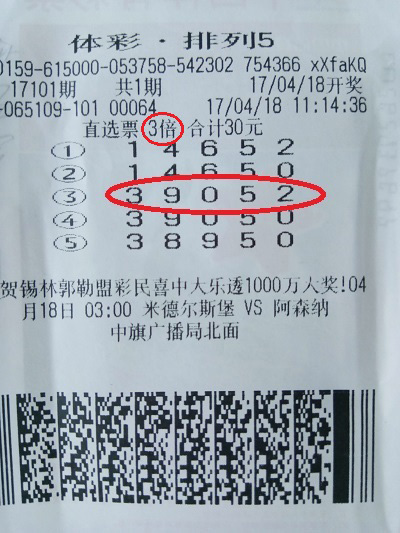 体彩·排列5
0159-615000-053758-542302 754366 xXfaKQ
17101期 共1期 17/04/18开奖
-065109-101 00064 17/04/18 11:14:36
直选票 3倍 合计30元
① 1 4 6 5 2
② 1 4 6 5 0
③ 3 9 0 5 2
④ 3 9 0 5 0
⑤ 3 8 9 5 0
贺锡林郭勒盟彩民喜中大乐透1000万大奖!04
月18日 03:00 米德尔斯堡 VS 阿森纳
中旗广播局北面